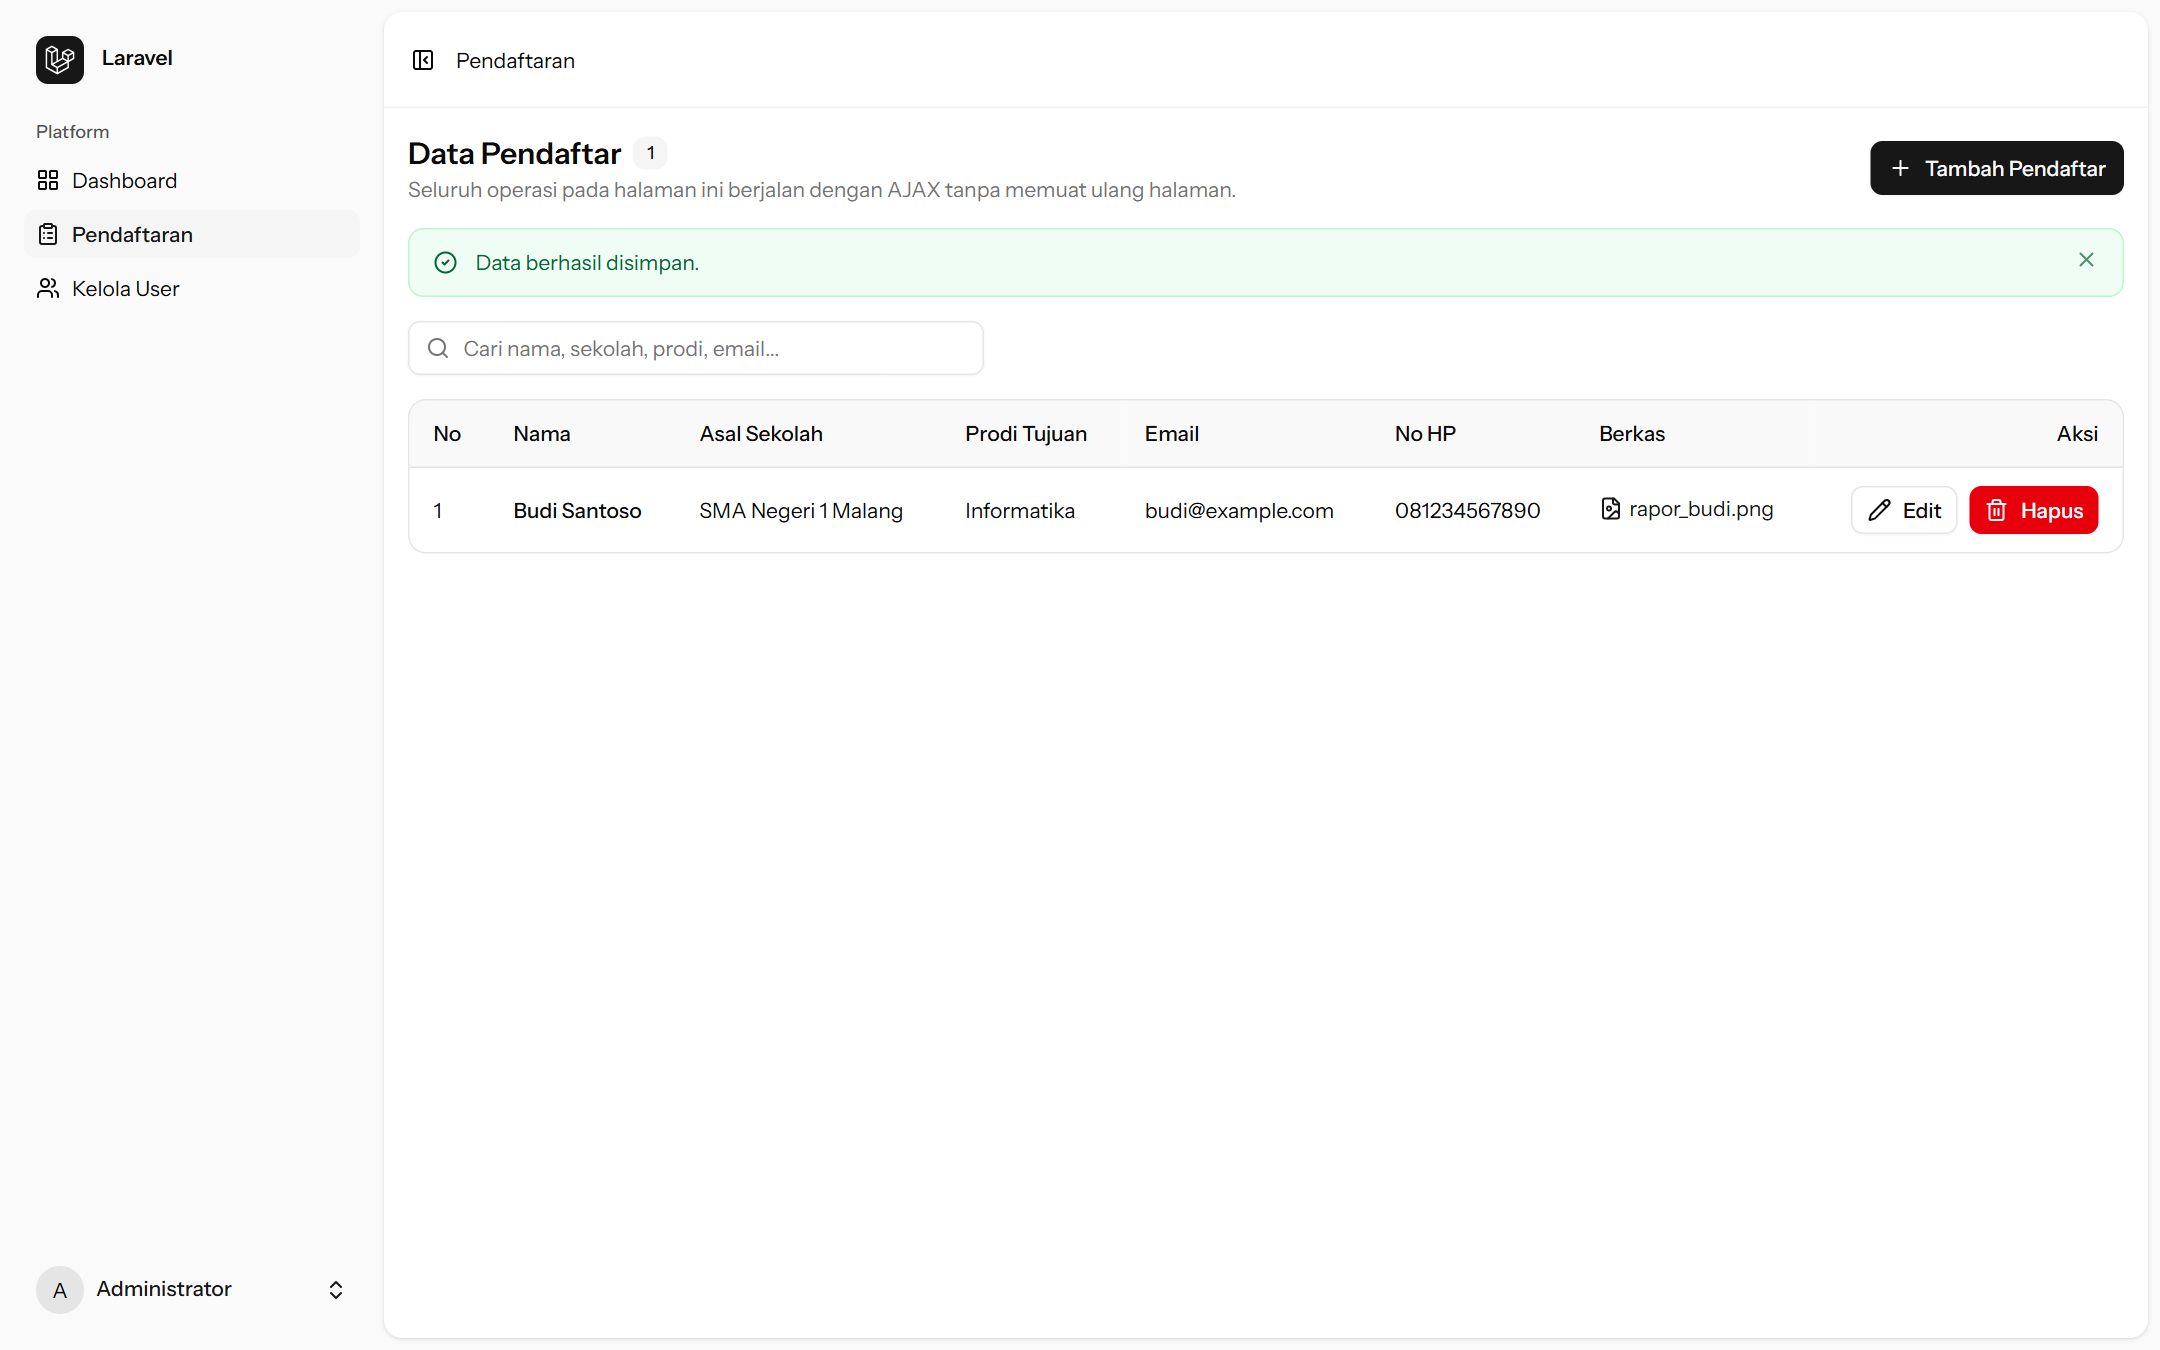 Laravel
Platform
Dashboard
Pendaftaran
Kelola User
A Administrator
Pendaftaran
Data Pendaftar 1
Seluruh operasi pada halaman ini berjalan dengan AJAX tanpa memuat ulang halaman.
Tambah Pendaftar
Data berhasil disimpan.
Cari nama, sekolah, prodi, email...
No Nama Asal Sekolah Prodi Tujuan Email No HP Berkas Aksi
1 Budi Santoso SMA Negeri 1 Malang Informatika budi@example.com 081234567890 rapor_budi.png Edit Hapus